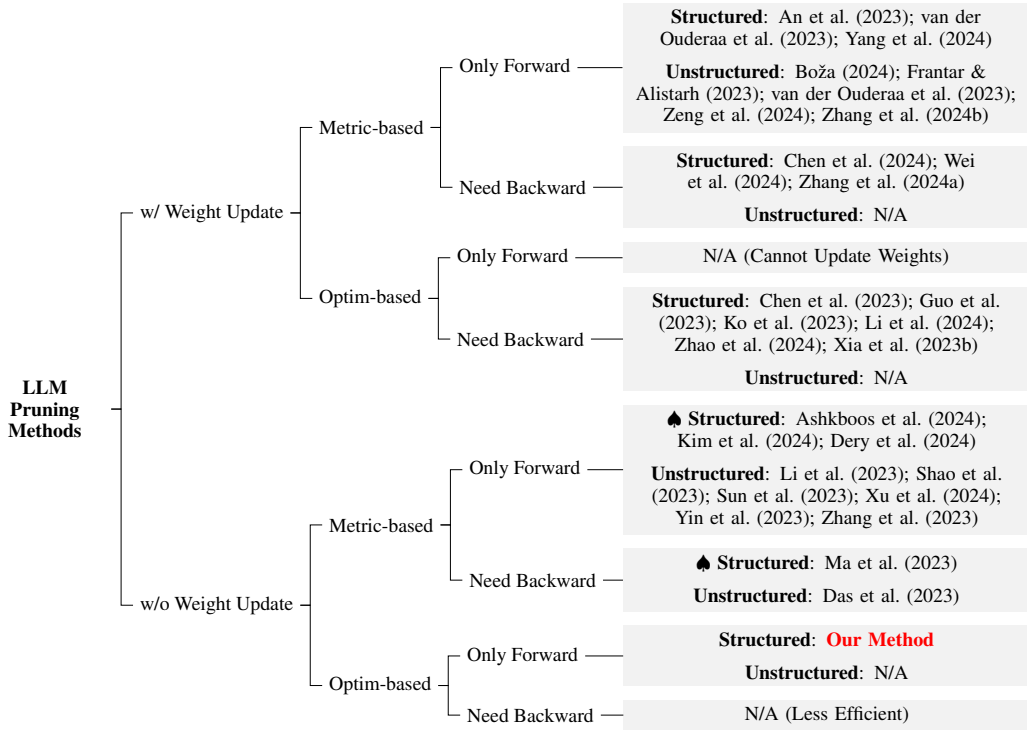 LLM
Pruning
Methods
w/ Weight Update
Metric-based
Only Forward
Structured: An et al. (2023); van der
Ouderaa et al. (2023); Yang et al. (2024)
Unstructured: Boža (2024); Frantar &
Alistarh (2023); van der Ouderaa et al. (2023);
Zeng et al. (2024); Zhang et al. (2024b)
Need Backward
Structured: Chen et al. (2024); Wei
et al. (2024); Zhang et al. (2024a)
Unstructured: N/A
Optim-based
Only Forward
N/A (Cannot Update Weights)
Need Backward
Structured: Chen et al. (2023); Guo et al.
(2023); Ko et al. (2023); Li et al. (2024);
Zhao et al. (2024); Xia et al. (2023b)
Unstructured: N/A
w/o Weight Update
Metric-based
Only Forward
♠ Structured: Ashkboos et al. (2024);
Kim et al. (2024); Dery et al. (2024)
Unstructured: Li et al. (2023); Shao et al.
(2023); Sun et al. (2023); Xu et al. (2024);
Yin et al. (2023); Zhang et al. (2023)
Need Backward
♠ Structured: Ma et al. (2023)
Unstructured: Das et al. (2023)
Optim-based
Only Forward
Structured: Our Method
Unstructured: N/A
Need Backward
N/A (Less Efficient)